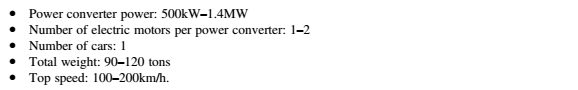 • Power converter power: 500kW–1.4MW
• Number of electric motors per power converter: 1–2
• Number of cars: 1
• Total weight: 90–120 tons
• Top speed: 100–200km/h.